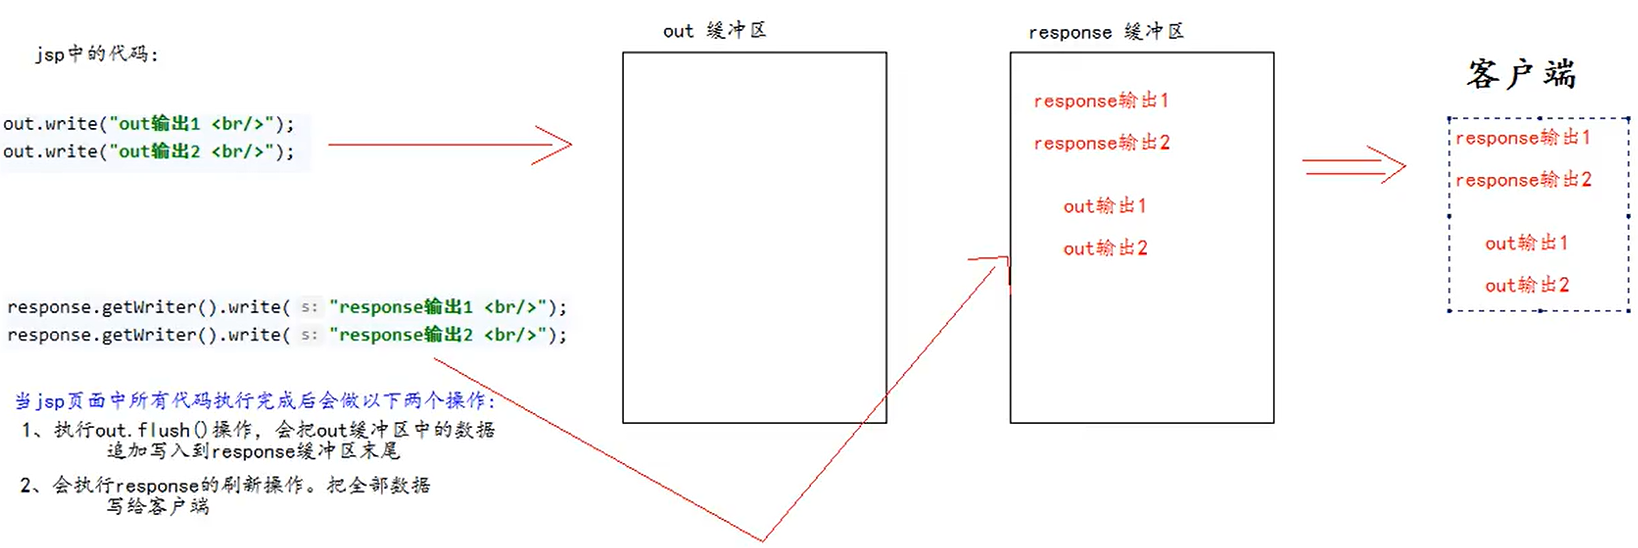 jsp中的代码:
out.write("out输出1 <br/>");
out.write("out输出2 <br/>");
response.getWriter().write( s: "response输出1 <br/>");
response.getWriter().write( s: "response输出2 <br/>");
当jsp页面中所有代码执行完成后会做以下两个操作:
1、执行out.flush()操作，会把out缓冲区中的数据
追加写入到response缓冲区末尾
2、会执行response的刷新操作。把全部数据
写给客户端
out 缓冲区
response 缓冲区
response输出1
response输出2
out输出1
out输出2
客户端
response输出1
response输出2
out输出1
out输出2